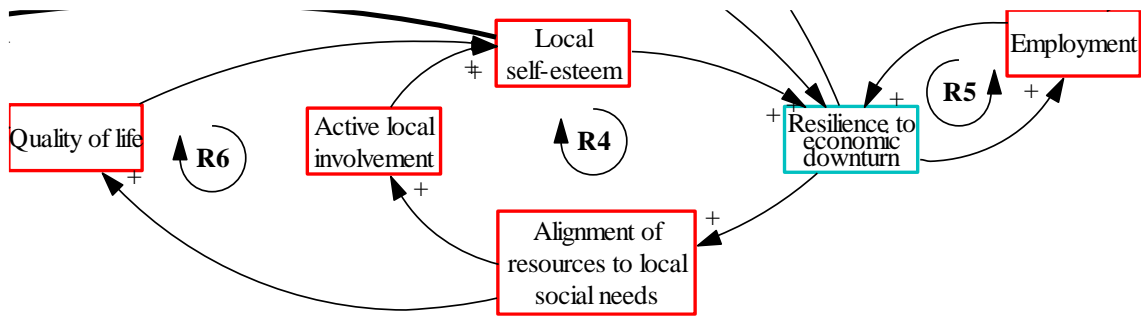 Local
self-esteem
Employment
+
+
+
R5
+
Quality of life
Active local
involvement
R6
R4
+
+
Resilience to
economic
downturn
+
+
+
Alignment of
resources to local
social needs